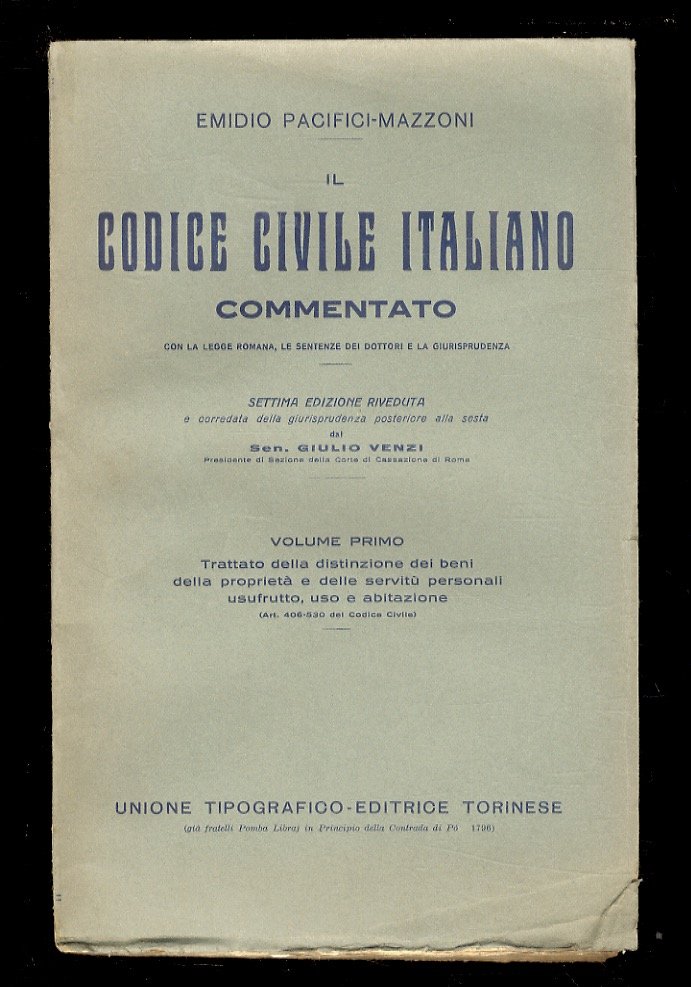 EMIDIO PACIFICI-MAZZONI
IL
CODICE CIVILE ITALIANO
COMMENTATO
CON LA LEGGE ROMANA, LE SENTENZE DEI DOTTORI E LA GIURISPRUDENZA
SETTIMA EDIZIONE RIVEDUTA
e corredata della giurisprudenza posteriore alla sesta
dal
Sen. GIULIO VENZI
Presidente di Sezione della Corte di Cassazione di Roma
VOLUME PRIMO
Trattato della distinzione dei beni
della proprietà e delle servitù personali
usufrutto, uso e abitazione
(Art. 406-530 del Codice Civile)
UNIONE TIPOGRAFICO-EDITRICE TORINESE
(già fratelli Pomba Libraj in Principio della Contrada di Pò 1796)